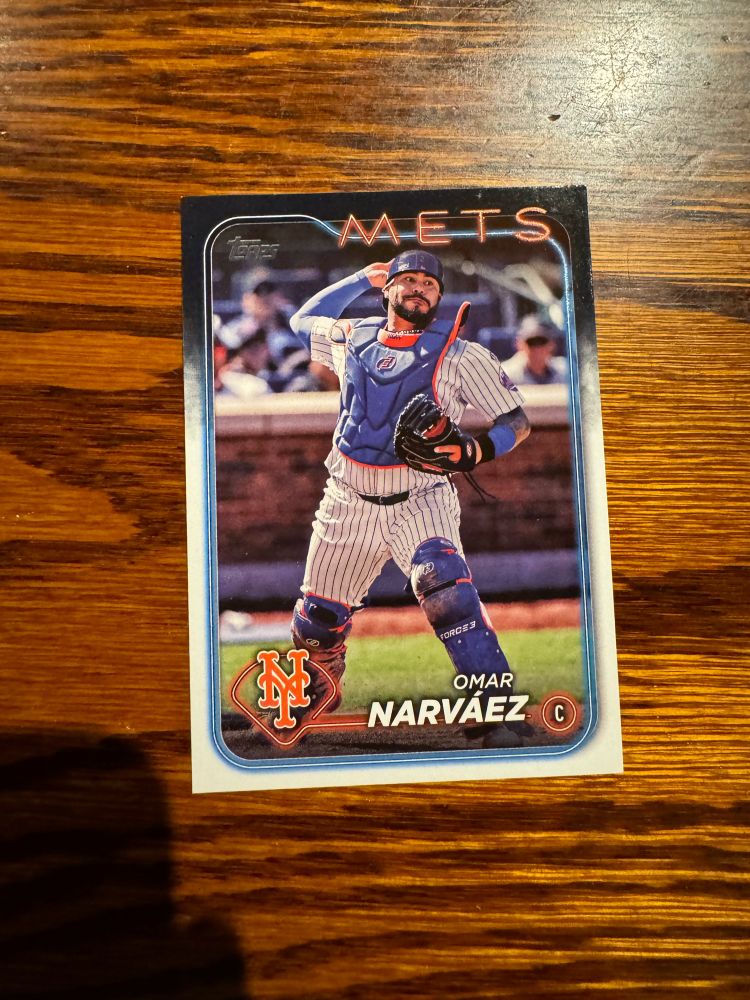 METS
TOPPS
FORCE3
NY
OMAR
NARVÁEZ
C